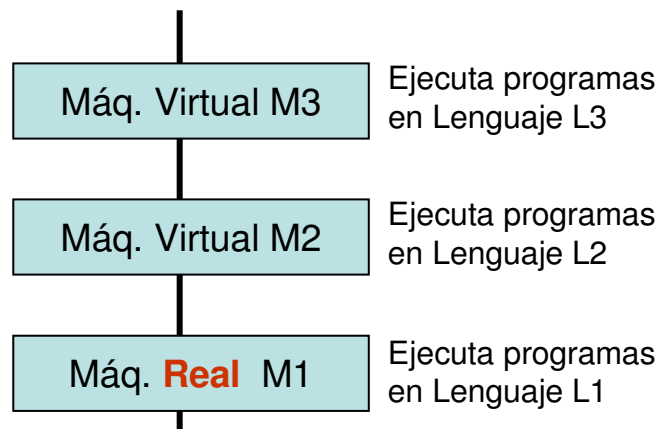 Máq. Virtual M3
Ejecuta programas
en Lenguaje L3
Máq. Virtual M2
Ejecuta programas
en Lenguaje L2
Máq. Real M1
Ejecuta programas
en Lenguaje L1